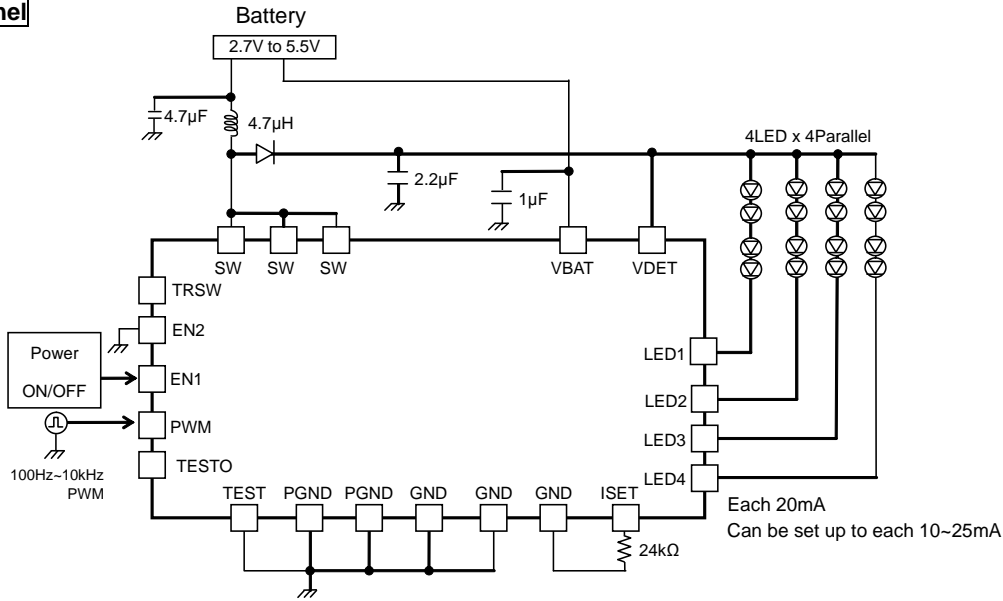 nel
Battery
2.7V to 5.5V
4.7µF
4.7µH
4LED x 4Parallel
2.2µF
1µF
SW
SW
SW
VBAT
VDET
TRSW
EN2
Power
ON/OFF
EN1
PWM
100Hz~10kHz
PWM
TESTO
LED1
LED2
LED3
LED4
TEST
PGND
PGND
GND
GND
GND
ISET
24kΩ
Each 20mA
Can be set up to each 10~25mA